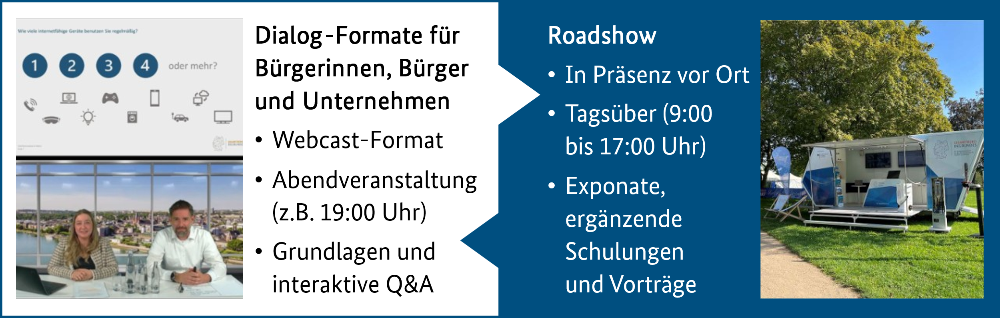 Wie viele internetfähige Geräte benutzen Sie regelmäßig?
1 2 3 4 oder mehr?
Dialog-Formate für
Bürgerinnen, Bürger
und Unternehmen
• Webcast-Format
• Abendveranstaltung
(z.B. 19:00 Uhr)
• Grundlagen und
interaktive Q&A
Roadshow
• In Präsenz vor Ort
• Tagsüber (9:00
bis 17:00 Uhr)
• Exponate,
ergänzende
Schulungen
und Vorträge
DES BUNDES